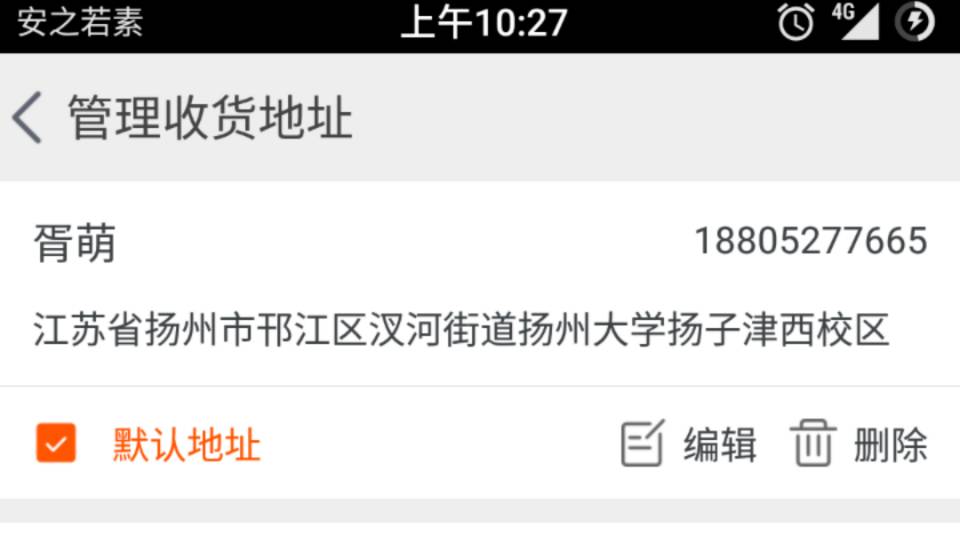 安之若素 上午10:27 4G
管理收货地址
胥萌 18805277665
江苏省扬州市邗江区汊河街道扬州大学扬子津西校区
默认地址 编辑 删除